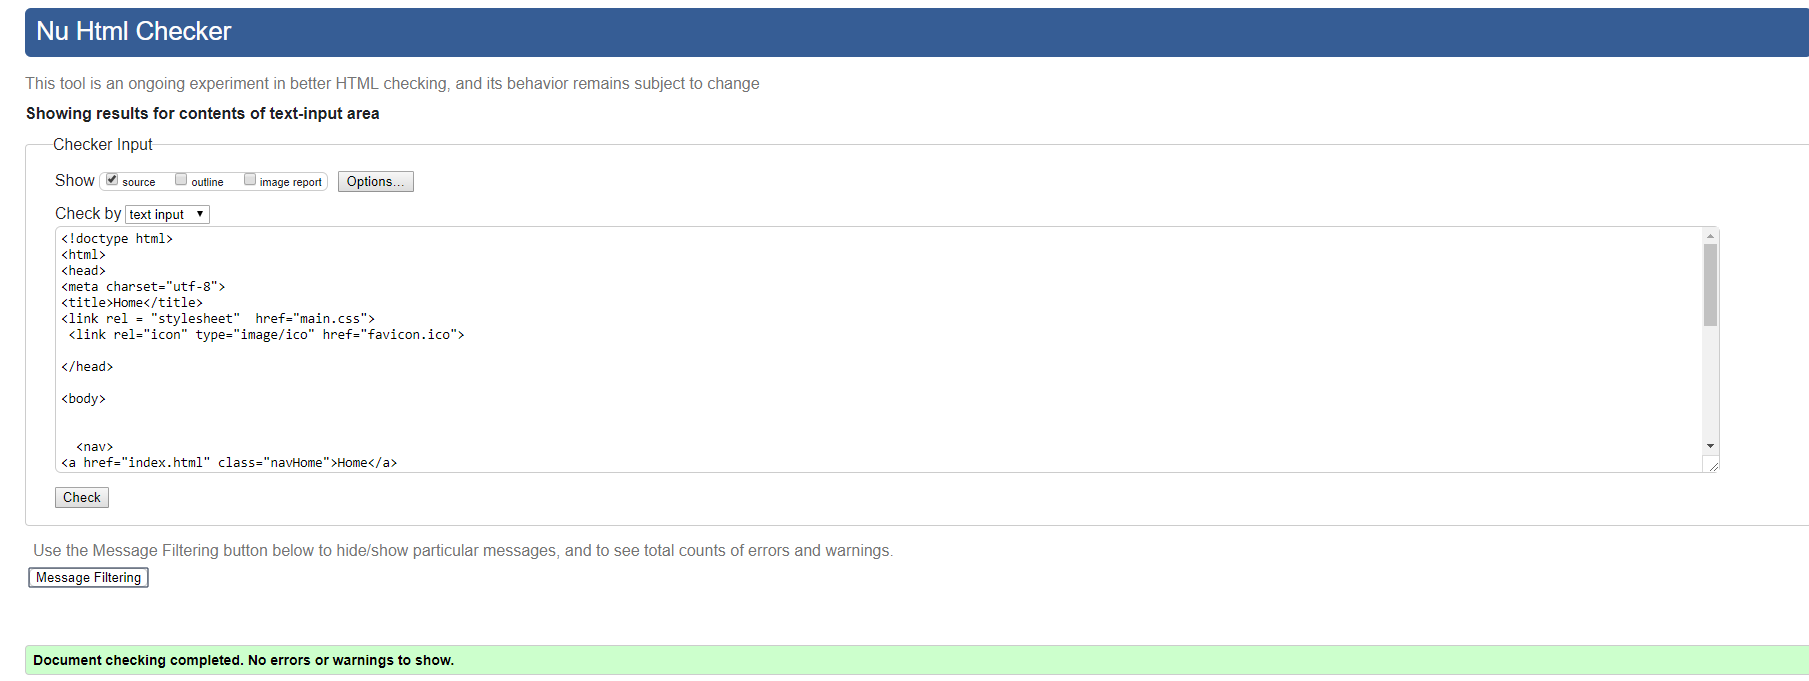 Nu Html Checker
This tool is an ongoing experiment in better HTML checking, and its behavior remains subject to change
Showing results for contents of text-input area
Checker Input
Show source outline image report Options...
Check by text input
<!doctype html>
<html>
<head>
<meta charset="utf-8">
<title>Home</title>
<link rel = "stylesheet"  href="main.css">
 <link rel="icon" type="image/ico" href="favicon.ico">
</head>
<body>
  <nav>
<a href="index.html" class="navHome">Home</a>
Check
Use the Message Filtering button below to hide/show particular messages, and to see total counts of errors and warnings.
Message Filtering
Document checking completed. No errors or warnings to show.